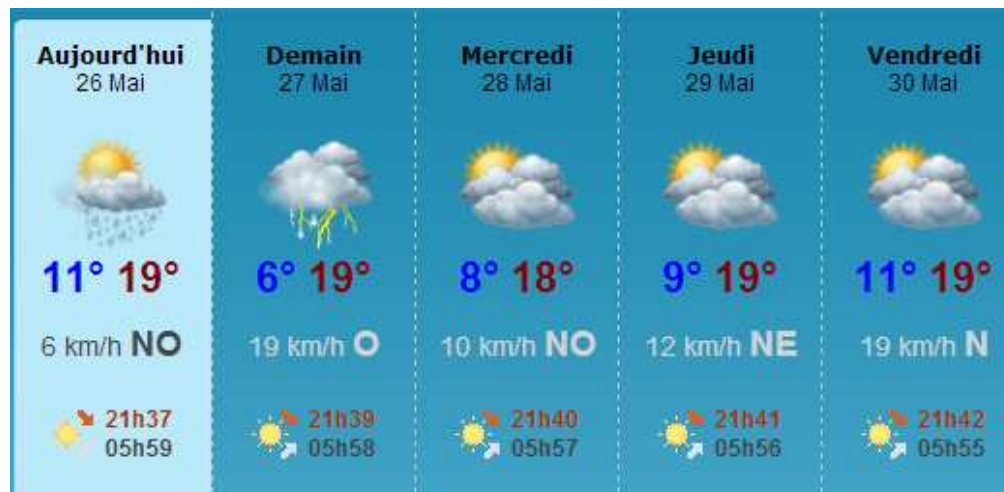 Aujourd'hui
26 Mai
11° 19°
6 km/h NO
21h37
05h59
Demain
27 Mai
6° 19°
19 km/h O
21h39
05h58
Mercredi
28 Mai
8° 18°
10 km/h NO
21h40
05h57
Jeudi
29 Mai
9° 19°
12 km/h NE
21h41
05h56
Vendredi
30 Mai
11° 19°
19 km/h N
21h42
05h55